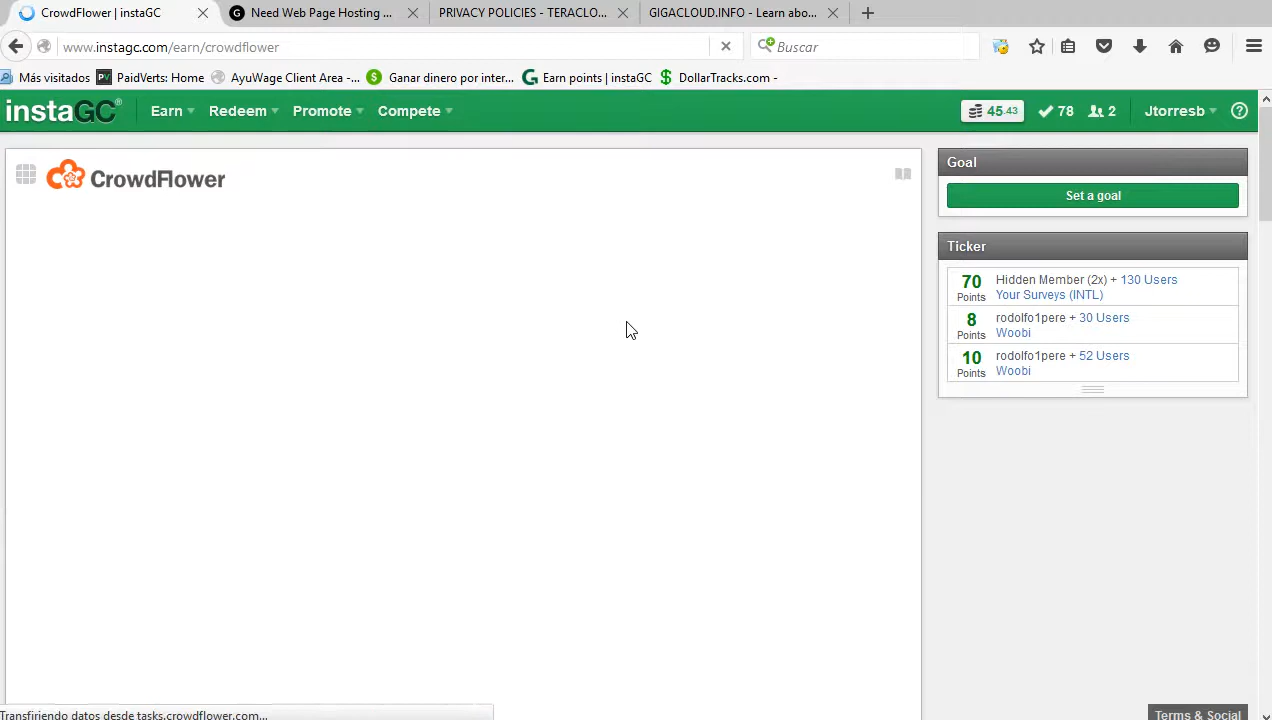 CrowdFlower | instaGC
Need Web Page Hosting ...
PRIVACY POLICIES - TERACLO...
GIGACLOUD.INFO - Learn abo...
www.instagc.com/earn/crowdflower
Buscar
Más visitados
PaidVerts: Home
AyuWage Client Area -...
Ganar dinero por inter...
Earn points | instaGC
DollarTracks.com -
instaGC®
Earn
Redeem
Promote
Compete
45.43
78
2
Jtorresb
CrowdFlower
Goal
Set a goal
Ticker
70 Points
Hidden Member (2x) + 130 Users
Your Surveys (INTL)
8 Points
rodolfo1pere + 30 Users
Woobi
10 Points
rodolfo1pere + 52 Users
Woobi
Transfiriendo datos desde tasks.crowdflower.com...
Terms & Social